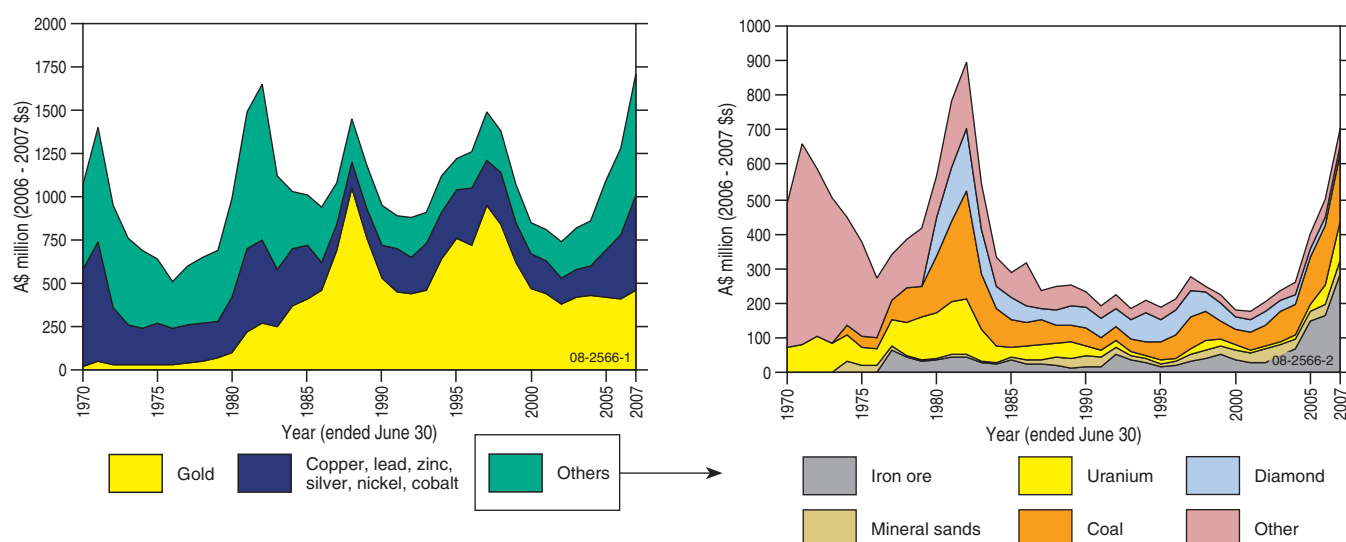 A$ million (2006 - 2007 $s)
2000
1750
1500
1250
1000
750
500
250
0
08-2566-1
1970
1975
1980
1985
1990
1995
2000
2005
2007
Year (ended June 30)
Gold
Copper, lead, zinc,
silver, nickel, cobalt
Others
A$ million (2006 - 2007 $s)
1000
900
800
700
600
500
400
300
200
100
0
08-2566-2
1970
1975
1980
1985
1990
1995
2000
2005
2007
Year (ended June 30)
Iron ore
Uranium
Diamond
Mineral sands
Coal
Other